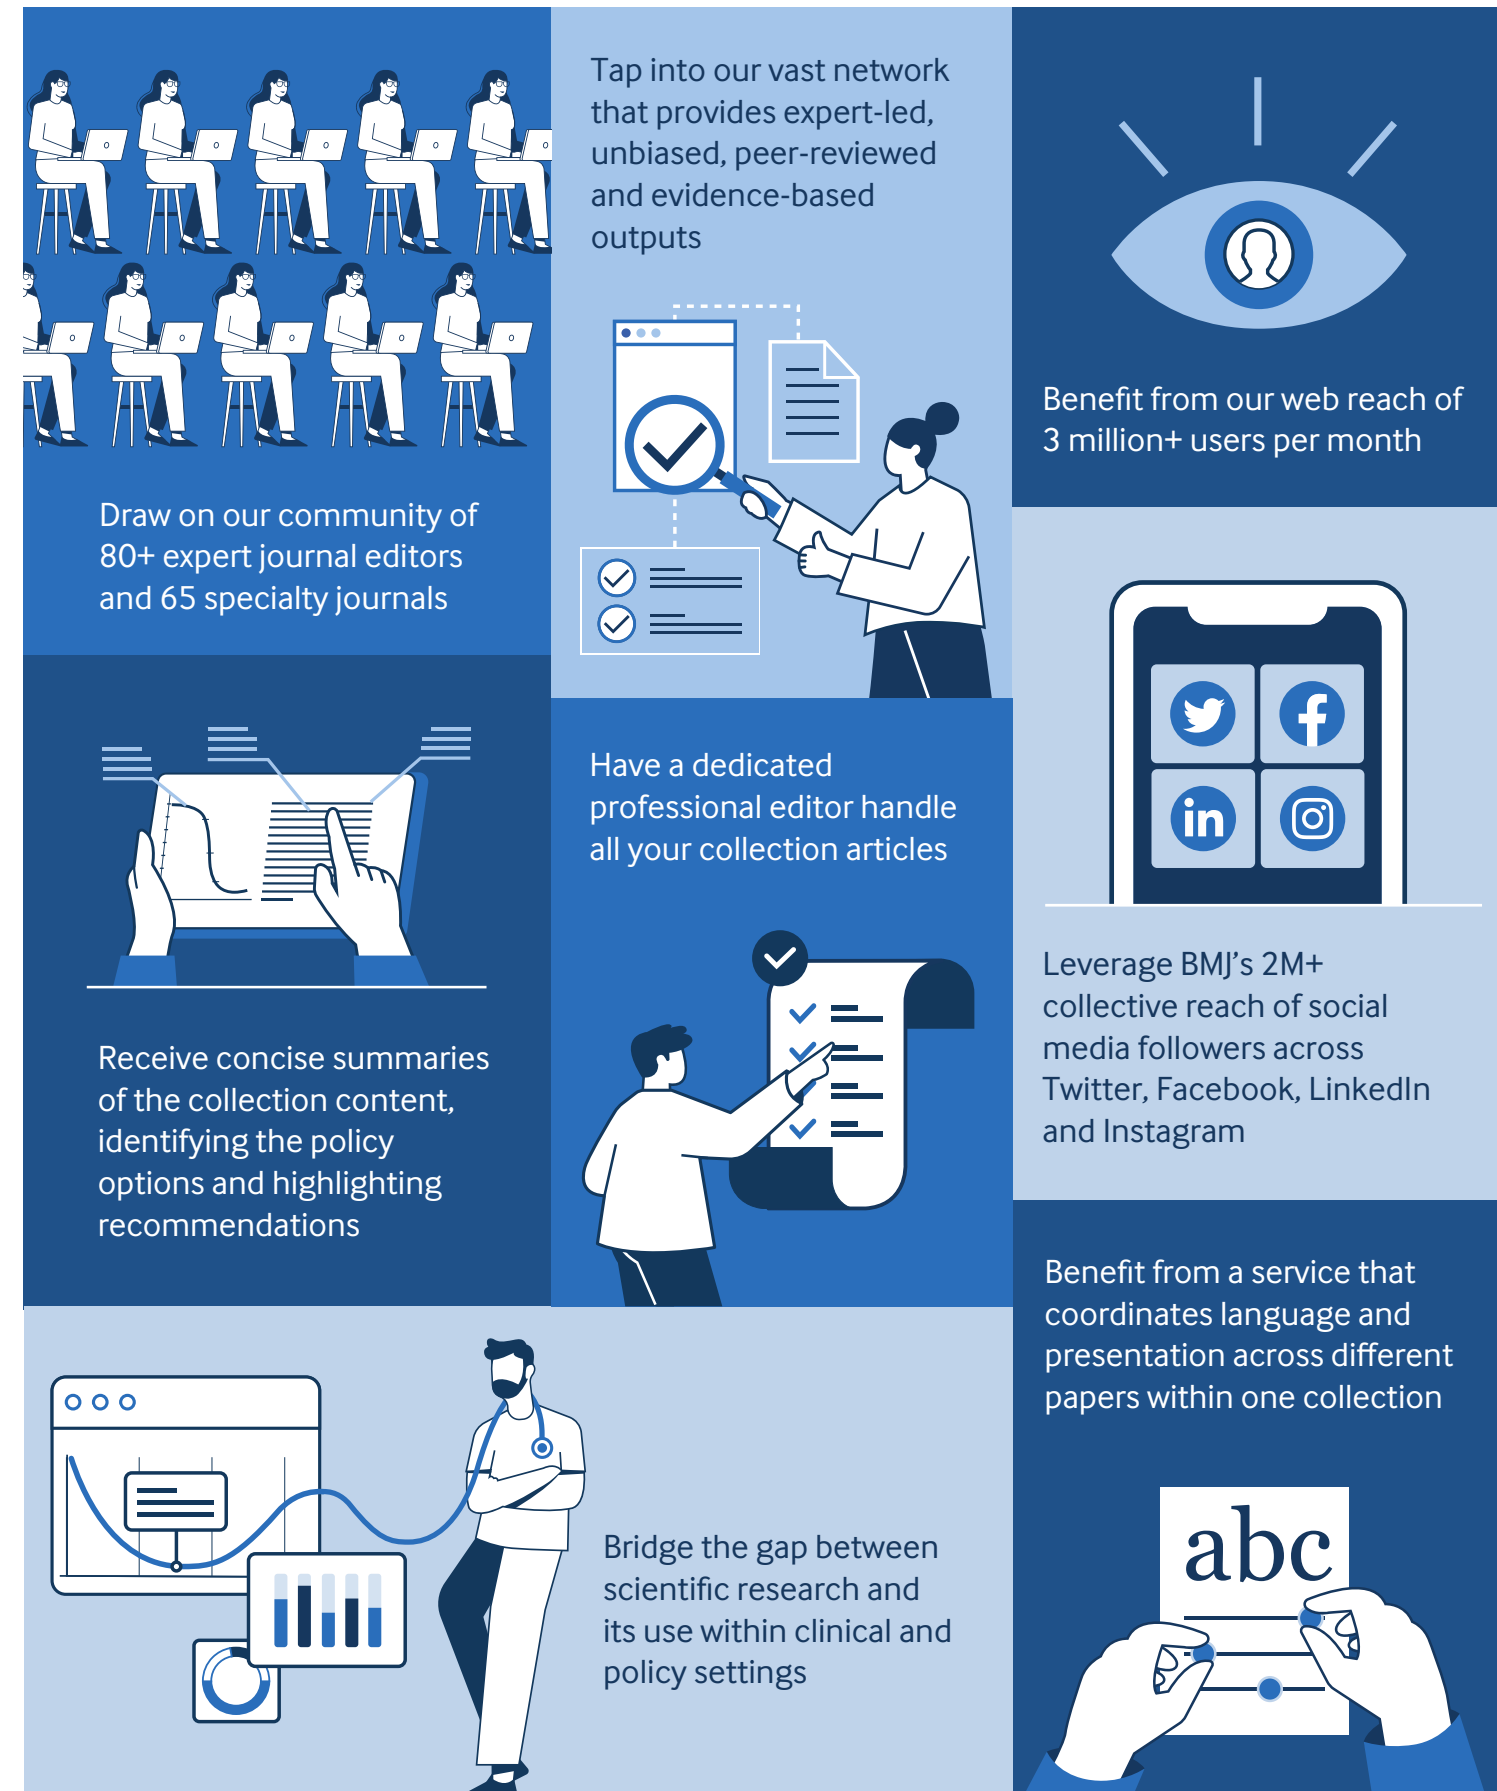 Draw on our community of
80+ expert journal editors
and 65 specialty journals
Tap into our vast network
that provides expert-led,
unbiased, peer-reviewed
and evidence-based
outputs
Benefit from our web reach of
3 million+ users per month
Receive concise summaries
of the collection content,
identifying the policy
options and highlighting
recommendations
Have a dedicated
professional editor handle
all your collection articles
in
Leverage BMJ’s 2M+
collective reach of social
media followers across
Twitter, Facebook, LinkedIn
and Instagram
Bridge the gap between
scientific research and
its use within clinical and
policy settings
Benefit from a service that
coordinates language and
presentation across different
papers within one collection
abc